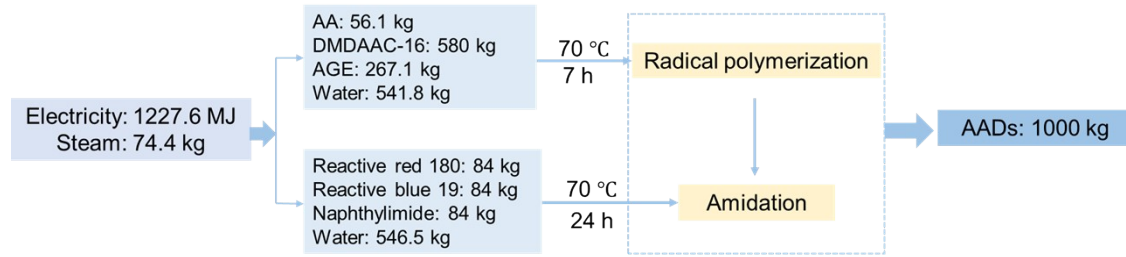 Electricity: 1227.6 MJ
Steam: 74.4 kg
AA: 56.1 kg
DMDAAC-16: 580 kg
AGE: 267.1 kg
Water: 541.8 kg
70 ℃
7 h
Radical polymerization
Reactive red 180: 84 kg
Reactive blue 19: 84 kg
Naphthylimide: 84 kg
Water: 546.5 kg
70 ℃
24 h
Amidation
AADs: 1000 kg